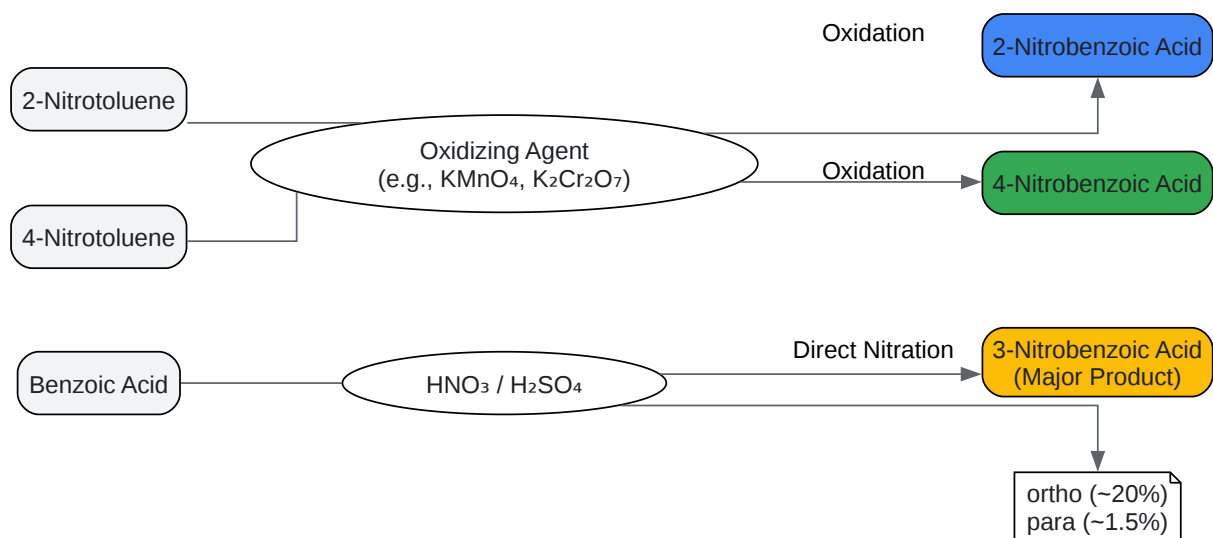 Oxidation
2-Nitrobenzoic Acid
2-Nitrotoluene
Oxidizing Agent
(e.g., KMnO₄, K₂Cr₂O₇)
Oxidation
4-Nitrobenzoic Acid
4-Nitrotoluene
Direct Nitration
3-Nitrobenzoic Acid
(Major Product)
Benzoic Acid
HNO₃ / H₂SO₄
ortho (~20%)
para (~1.5%)